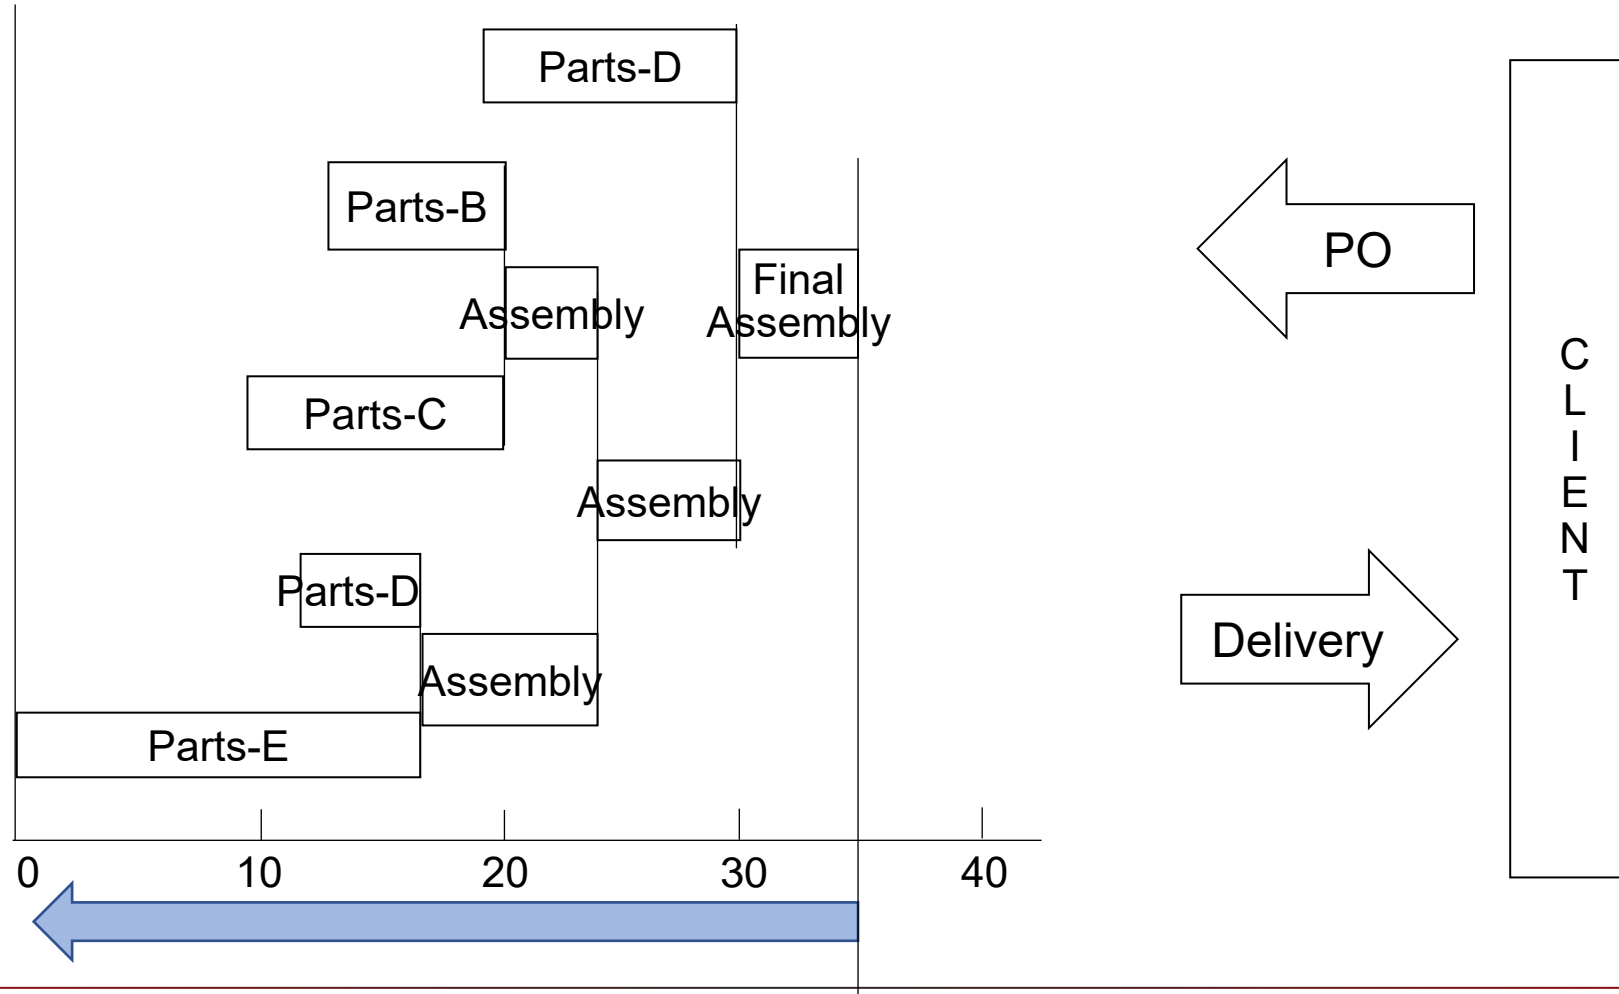 Parts-D
Parts-B
Assembly
Final
Assembly
Parts-C
Assembly
Parts-D
Assembly
Parts-E
0
10
20
30
40
PO
C
L
I
E
N
T
Delivery